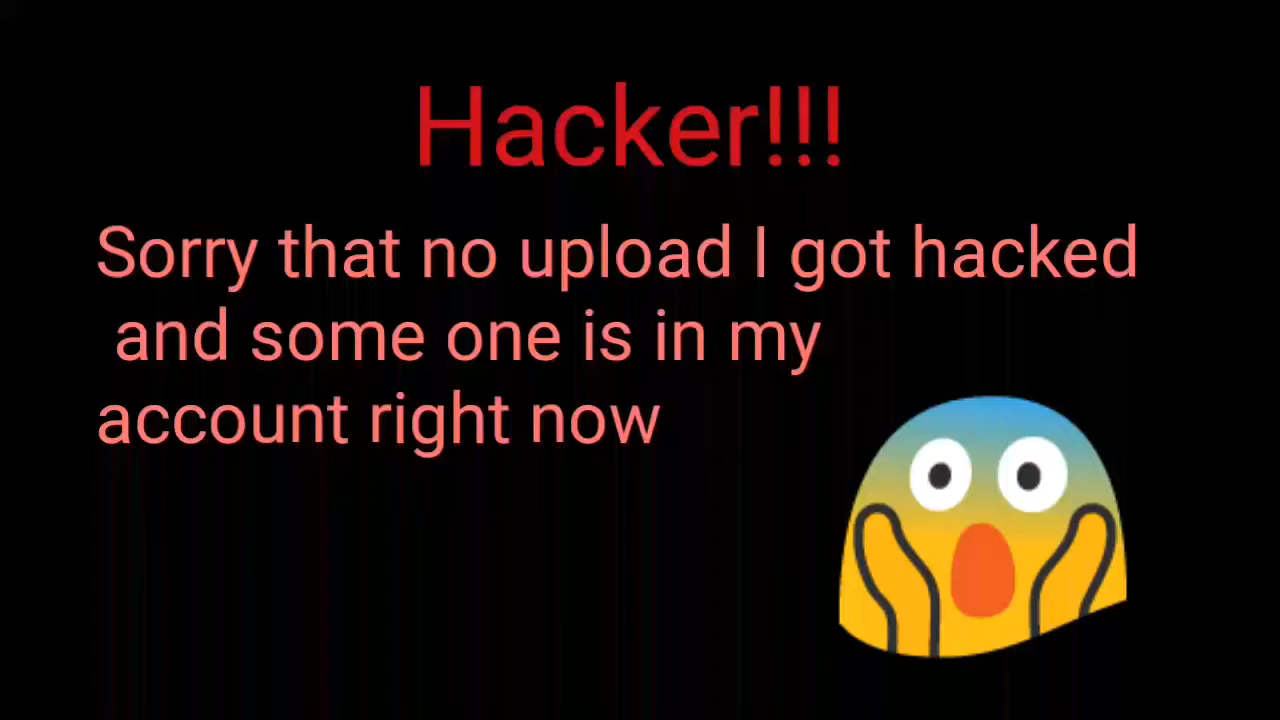 Hacker!!!
Sorry that no upload I got hacked
and some one is in my
account right now